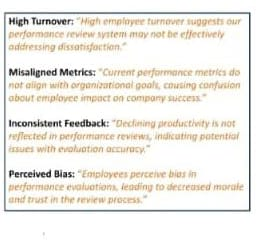 High Turnover: "High employee turnover suggests our
performance review system may not be effectively
addressing dissatisfaction."
Misaligned Metrics: "Current performance metrics do
not align with organizational goals, causing confusion
about employee impact on company success."
Inconsistent Feedback: "Declining productivity is not
reflected in performance reviews, indicating potential
issues with evaluation accuracy."
Perceived Bias: "Employees perceive bias in
performance evaluations, leading to decreased morale
and trust in the review process."